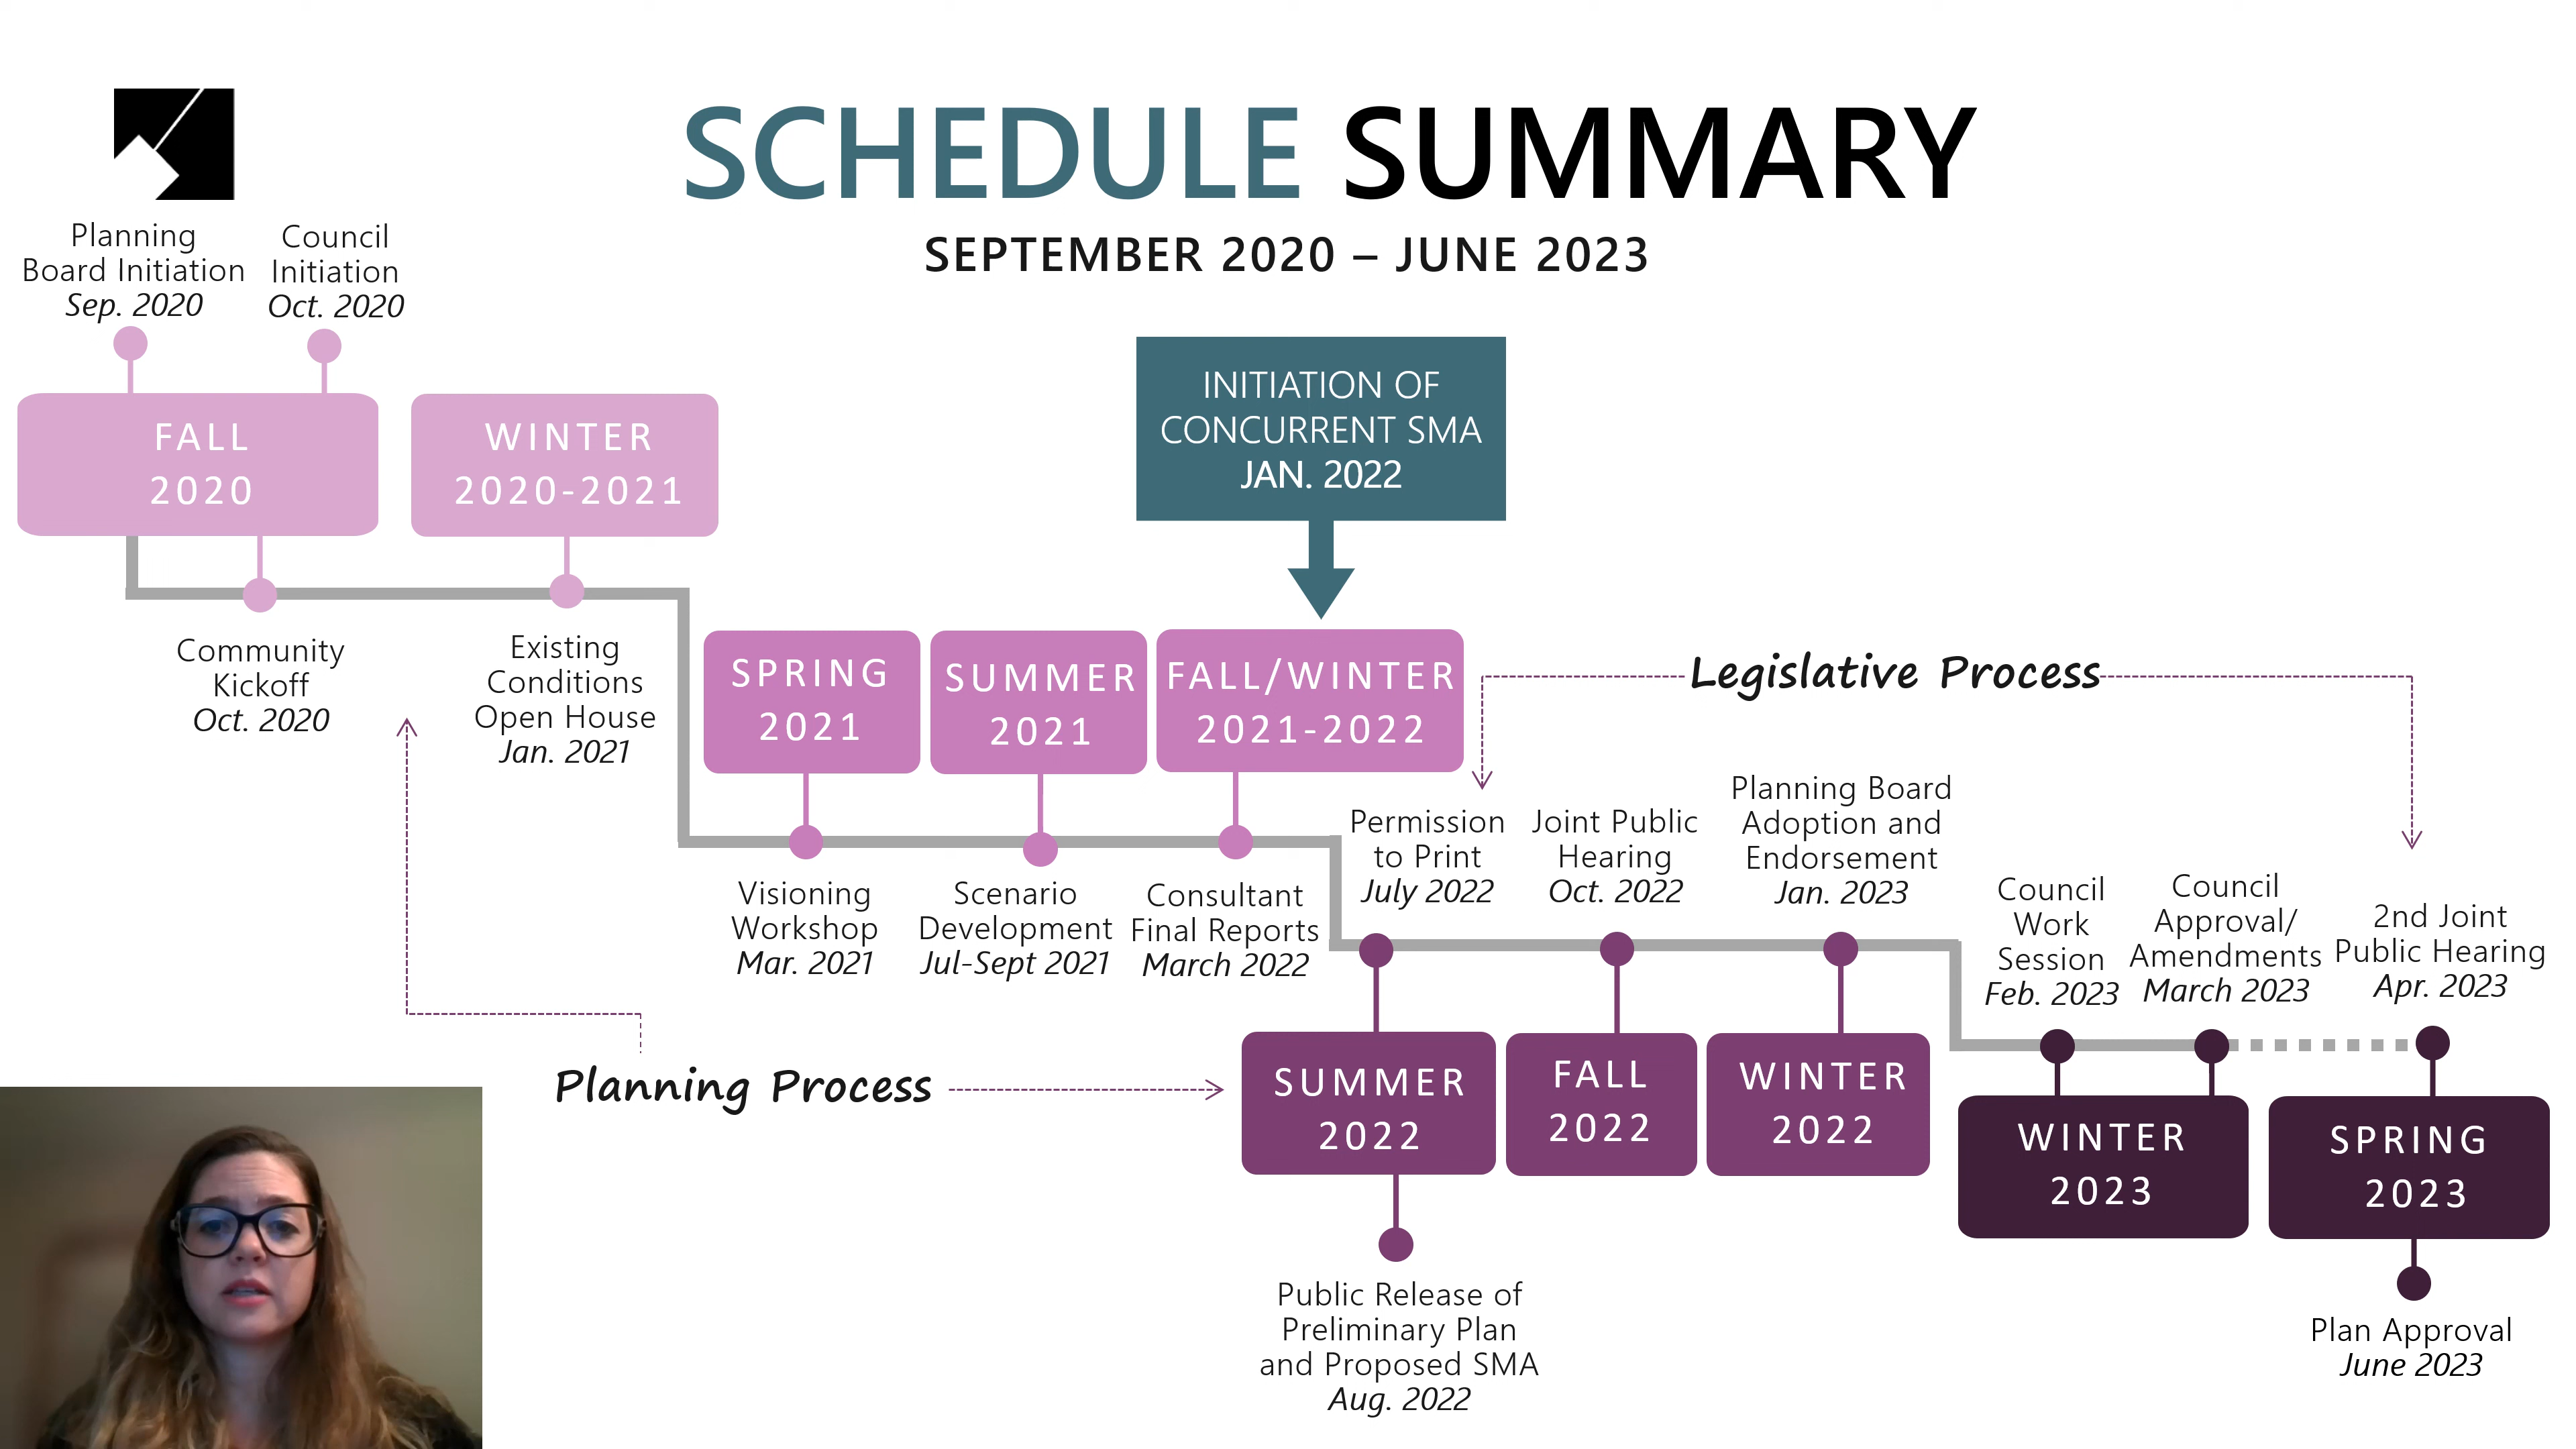 SCHEDULE SUMMARY
SEPTEMBER 2020 – JUNE 2023
Planning
Board Initiation
Sep. 2020
Council
Initiation
Oct. 2020
FALL
2020
WINTER
2020-2021
Community
Kickoff
Oct. 2020
Existing
Conditions
Open House
Jan. 2021
INITIATION OF
CONCURRENT SMA
JAN. 2022
SPRING
2021
SUMMER
2021
FALL/WINTER
2021-2022
Visioning
Workshop
Mar. 2021
Scenario
Development
Jul-Sept 2021
Consultant
Final Reports
March 2022
Legislative Process
Permission
to Print
July 2022
Joint Public
Hearing
Oct. 2022
Planning Board
Adoption and
Endorsement
Jan. 2023
Council
Work
Session
Feb. 2023
Council
Approval/
Amendments
March 2023
2nd Joint
Public Hearing
Apr. 2023
Planning Process
SUMMER
2022
FALL
2022
WINTER
2022
WINTER
2023
SPRING
2023
Public Release of
Preliminary Plan
and Proposed SMA
Aug. 2022
Plan Approval
June 2023